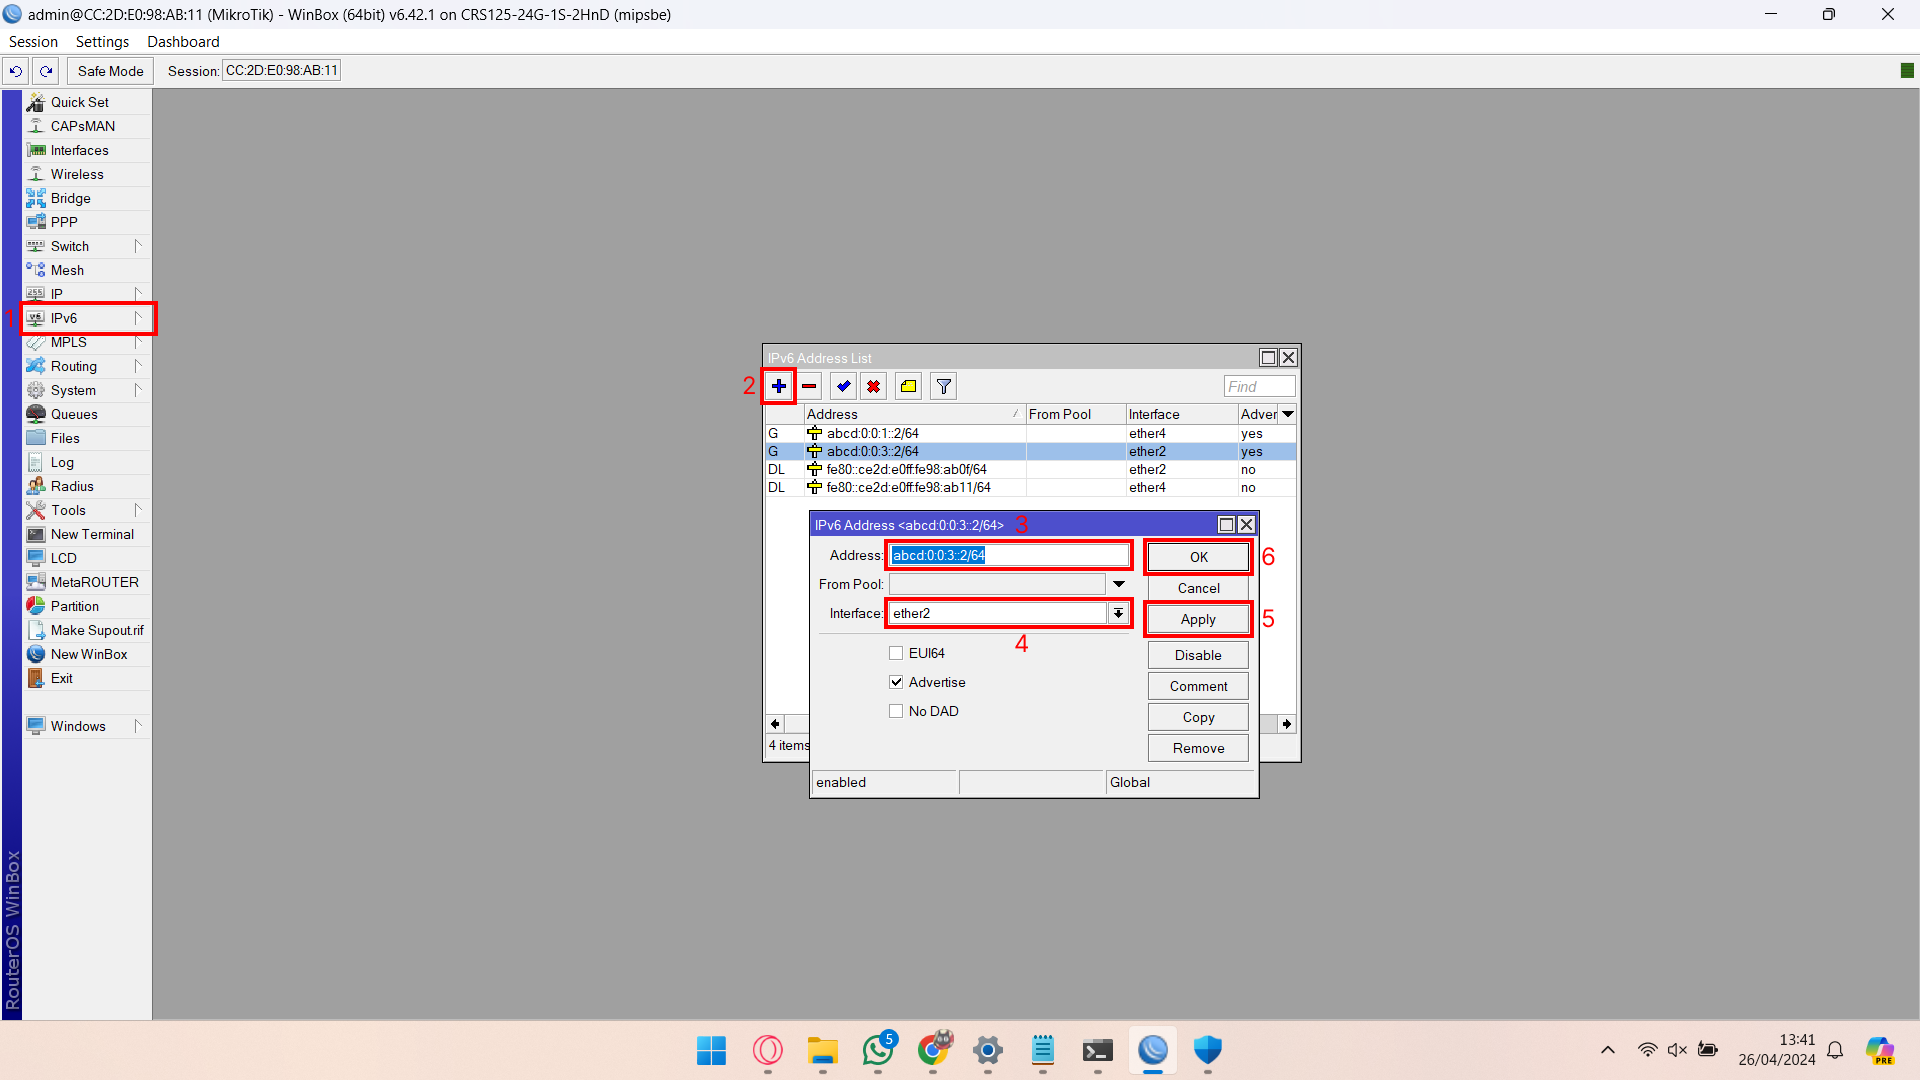 admin@CC:2D:E0:98:AB:11 (MikroTik) - WinBox (64bit) v6.42.1 on CRS125-24G-1S-2HnD (mipsbe)
Session Settings Dashboard
Safe Mode Session: CC:2D:E0:98:AB:11
Quick Set
CAPsMAN
Interfaces
Wireless
Bridge
PPP
Switch
Mesh
255 IP
1 v6 IPv6
MPLS
Routing
System
Queues
Files
Log
Radius
Tools
New Terminal
LCD
MetaROUTER
Partition
Make Supout.rif
New WinBox
Exit
Windows
RouterOS WinBox
IPv6 Address List
2 Find
Address From Pool Interface Adver
G abcd:0:0:1::2/64 ether4 yes
G abcd:0:0:3::2/64 ether2 yes
DL fe80::ce2d:e0ff:fe98:ab0f/64 ether2 no
DL fe80::ce2d:e0ff:fe98:ab11/64 ether4 no
4 items
IPv6 Address <abcd:0:0:3::2/64> 3
Address: abcd:0:0:3::2/64
From Pool:
Interface: ether2
4
EUI64
Advertise
No DAD
OK 6
Cancel
Apply 5
Disable
Comment
Copy
Remove
enabled Global
5
13:41
26/04/2024
PRE